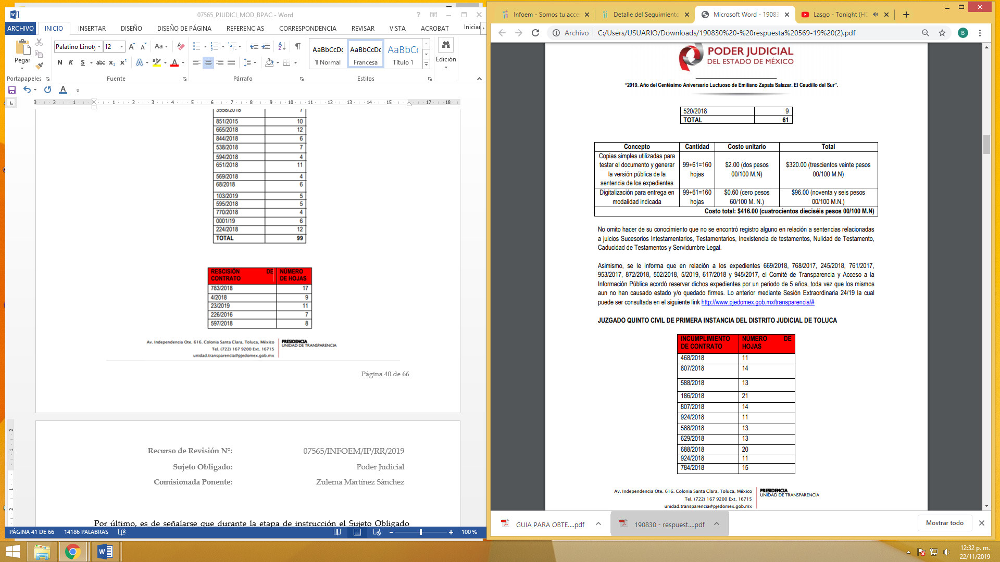 07565_PJUDICI_MOD_BPAC - Word
ARCHIVO INICIO INSERTAR DISEÑO DISEÑO DE PÁGINA REFERENCIAS CORRESPONDENCIA REVISAR VISTA ACROBAT Iniciar
Pegar
Palatino Linoty 12
Aa
N K S abc x₂ x²
AaBbCcDc AaBbCcDc AaBbCc
¶ Normal Francesa Título 1
Edición
Portapapeles Fuente Párrafo Estilos
3 2 1 1 2 3 4 5 6 7 8 9 10 11 12 13 14 15 17 18
3558/2018 7
851/2015 10
665/2018 12
844/2018 6
538/2018 7
594/2018 4
651/2018 11
569/2018 4
68/2018 6
103/2019 5
595/2018 5
770/2018 4
0001/19 6
224/2018 12
TOTAL 99
RESCISIÓN DE CONTRATO NÚMERO DE HOJAS
783/2018 17
4/2018 9
23/2019 11
226/2016 7
597/2018 8
Av. Independencia Ote. 616. Colonia Santa Clara, Toluca, México
Tel. (722) 167 9200 Ext. 16715
unidad.transparencia@pjedomex.gob.mx
PRESIDENCIA
UNIDAD DE TRANSPARENCIA
Página 40 de 66
Recurso de Revisión N°: 07565/INFOEM/IP/RR/2019
Sujeto Obligado: Poder Judicial
Comisionada Ponente: Zulema Martínez Sánchez
Por último, es de señalarse que durante la etapa de instrucción el Sujeto Obligado
PÁGINA 41 DE 66 14186 PALABRAS 100 %
Infoem - Somos tu acce
Detalle del Seguimiento
Microsoft Word - 19083
Lasgo - Tonight (HD
Archivo C:/Users/USUARIO/Downloads/190830%20-%20respuesta%20569-19%20(2).pdf
B
PODER JUDICIAL
DEL ESTADO DE MÉXICO
“2019. Año del Centésimo Aniversario Luctuoso de Emiliano Zapata Salazar. El Caudillo del Sur”.
520/2018 9
TOTAL 61
Concepto Cantidad Costo unitario Total
Copias simples utilizadas para testar el documento y generar la versión pública de la sentencia de los expedientes 99+61=160 hojas $2.00 (dos pesos 00/100 M.N) $320.00 (trescientos veinte pesos 00/100 M.N)
Digitalización para entrega en modalidad indicada 99+61=160 hojas $0.60 (cero pesos 60/100 M. N.) $96.00 (noventa y seis pesos 00/100 M.N.)
Costo total: $416.00 (cuatrocientos dieciséis pesos 00/100 M.N)
No omito hacer de su conocimiento que no se encontró registro alguno en relación a sentencias relacionadas
a juicios Sucesorios Intestamentarios, Testamentarios, Inexistencia de testamentos, Nulidad de Testamento,
Caducidad de Testamentos y Servidumbre Legal.
Asimismo, se le informa que en relación a los expedientes 669/2018, 768/2017, 245/2018, 761/2017,
953/2017, 872/2018, 502/2018, 5/2019, 617/2018 y 945/2017, el Comité de Transparencia y Acceso a la
Información Pública acordó reservar dichos expedientes por un periodo de 5 años, toda vez que los mismos
aun no han causado estado y/o quedado firmes. Lo anterior mediante Sesión Extraordinaria 24/19 la cual
puede ser consultada en el siguiente link http://www.pjedomex.gob.mx/transparencia/#
JUZGADO QUINTO CIVIL DE PRIMERA INSTANCIA DEL DISTRITO JUDICIAL DE TOLUCA
INCUMPLIMIENTO DE CONTRATO NÚMERO DE HOJAS
468/2018 11
807/2018 14
588/2018 13
186/2018 21
807/2018 14
924/2018 11
588/2018 13
629/2018 13
688/2018 20
924/2018 11
784/2018 15
Av. Independencia Ote. 616. Colonia Santa Clara, Toluca, México
Tel. (722) 167 9200 Ext. 16715
unidad.transparencia@pjedomex.gob.mx
PRESIDENCIA
UNIDAD DE TRANSPARENCIA
GUIA PARA OBTE....pdf
190830 - respuest....pdf
Mostrar todo
12:32 p. m.
22/11/2019